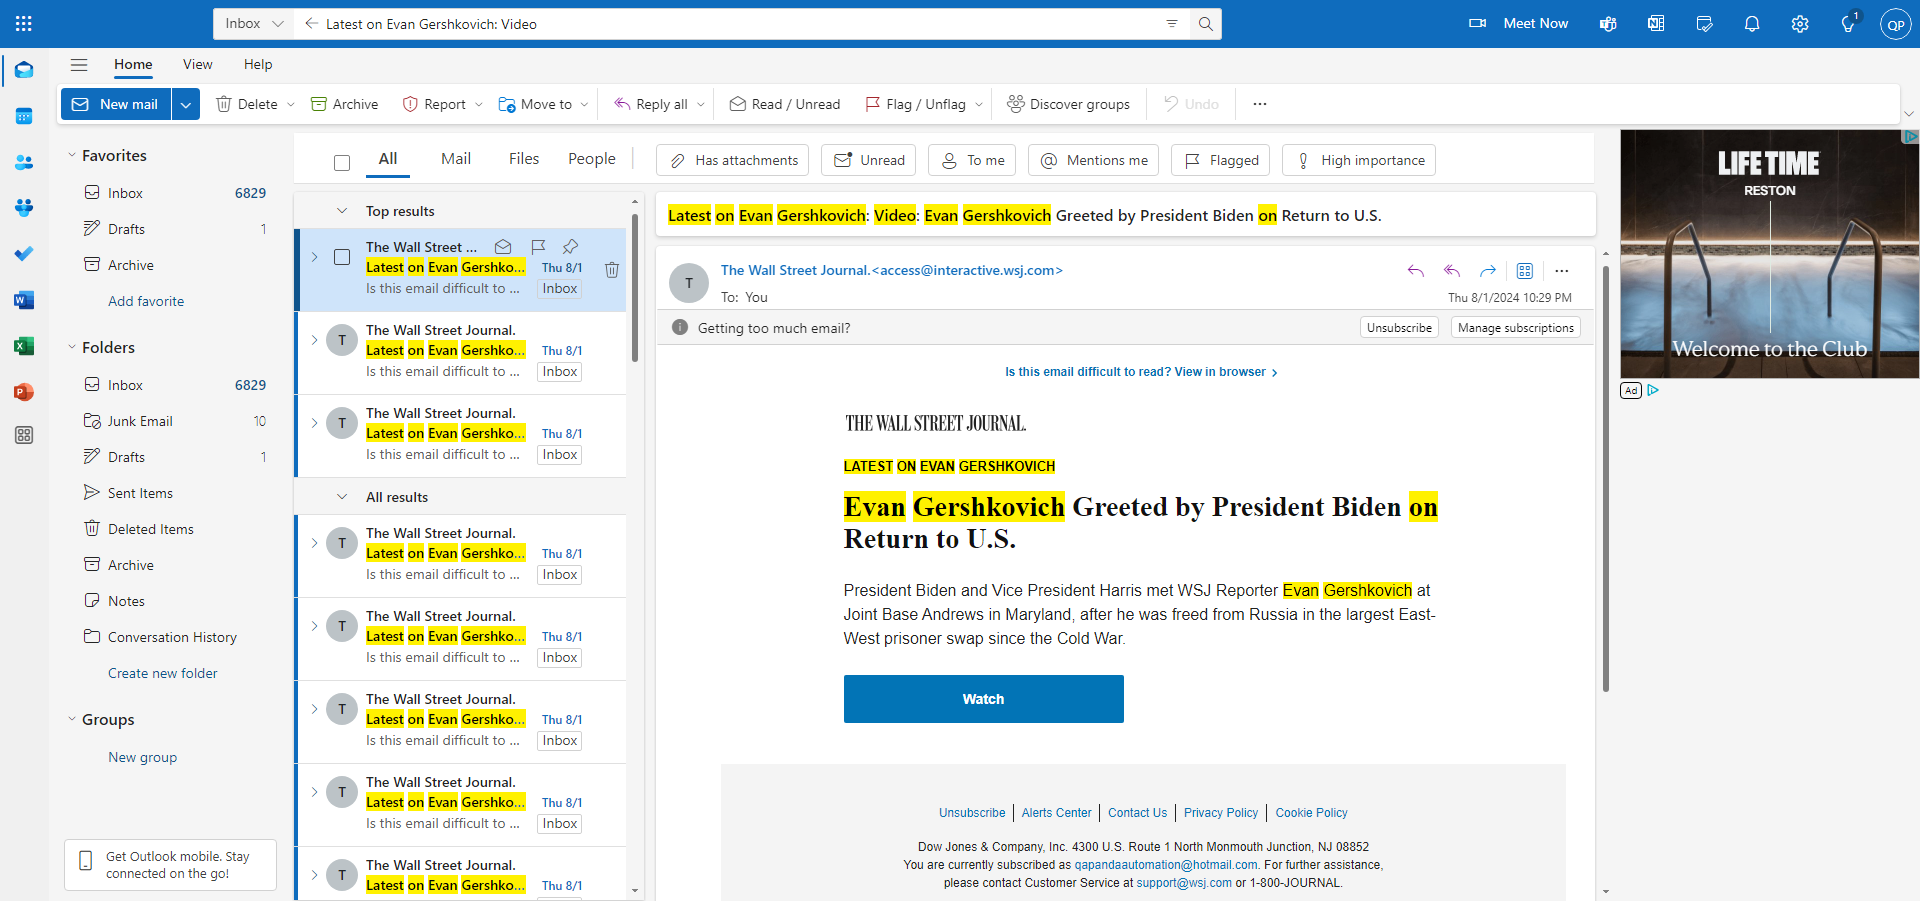 Inbox
Latest on Evan Gershkovich: Video
Meet Now
1
QP
Home
View
Help
New mail
Delete
Archive
Report
Move to
Reply all
Read / Unread
Flag / Unflag
Discover groups
Undo
Favorites
Inbox 6829
Drafts 1
Archive
Add favorite
Folders
Inbox 6829
Junk Email 10
Drafts 1
Sent Items
Deleted Items
Archive
Notes
Conversation History
Create new folder
Groups
New group
Get Outlook mobile. Stay
connected on the go!
All
Mail
Files
People
Has attachments
Unread
To me
Mentions me
Flagged
High importance
Top results
The Wall Street ...
Latest on Evan Gershko... Thu 8/1
Is this email difficult to ... Inbox
T
The Wall Street Journal.
Latest on Evan Gershko... Thu 8/1
Is this email difficult to ... Inbox
T
The Wall Street Journal.
Latest on Evan Gershko... Thu 8/1
Is this email difficult to ... Inbox
All results
T
The Wall Street Journal.
Latest on Evan Gershko... Thu 8/1
Is this email difficult to ... Inbox
T
The Wall Street Journal.
Latest on Evan Gershko... Thu 8/1
Is this email difficult to ... Inbox
T
The Wall Street Journal.
Latest on Evan Gershko... Thu 8/1
Is this email difficult to ... Inbox
T
The Wall Street Journal.
Latest on Evan Gershko... Thu 8/1
Is this email difficult to ... Inbox
T
The Wall Street Journal.
Latest on Evan Gershko... Thu 8/1
Latest on Evan Gershkovich: Video: Evan Gershkovich Greeted by President Biden on Return to U.S.
T
The Wall Street Journal.<access@interactive.wsj.com>
To: You
Thu 8/1/2024 10:29 PM
Getting too much email?
Unsubscribe
Manage subscriptions
Is this email difficult to read? View in browser ›
THE WALL STREET JOURNAL.
LATEST ON EVAN GERSHKOVICH
Evan Gershkovich Greeted by President Biden on
Return to U.S.
President Biden and Vice President Harris met WSJ Reporter Evan Gershkovich at
Joint Base Andrews in Maryland, after he was freed from Russia in the largest East-
West prisoner swap since the Cold War.
Watch
Unsubscribe | Alerts Center | Contact Us | Privacy Policy | Cookie Policy
Dow Jones & Company, Inc. 4300 U.S. Route 1 North Monmouth Junction, NJ 08852
You are currently subscribed as qapandaautomation@hotmail.com. For further assistance,
please contact Customer Service at support@wsj.com or 1-800-JOURNAL.
LIFE TIME
RESTON
Welcome to the Club
Ad